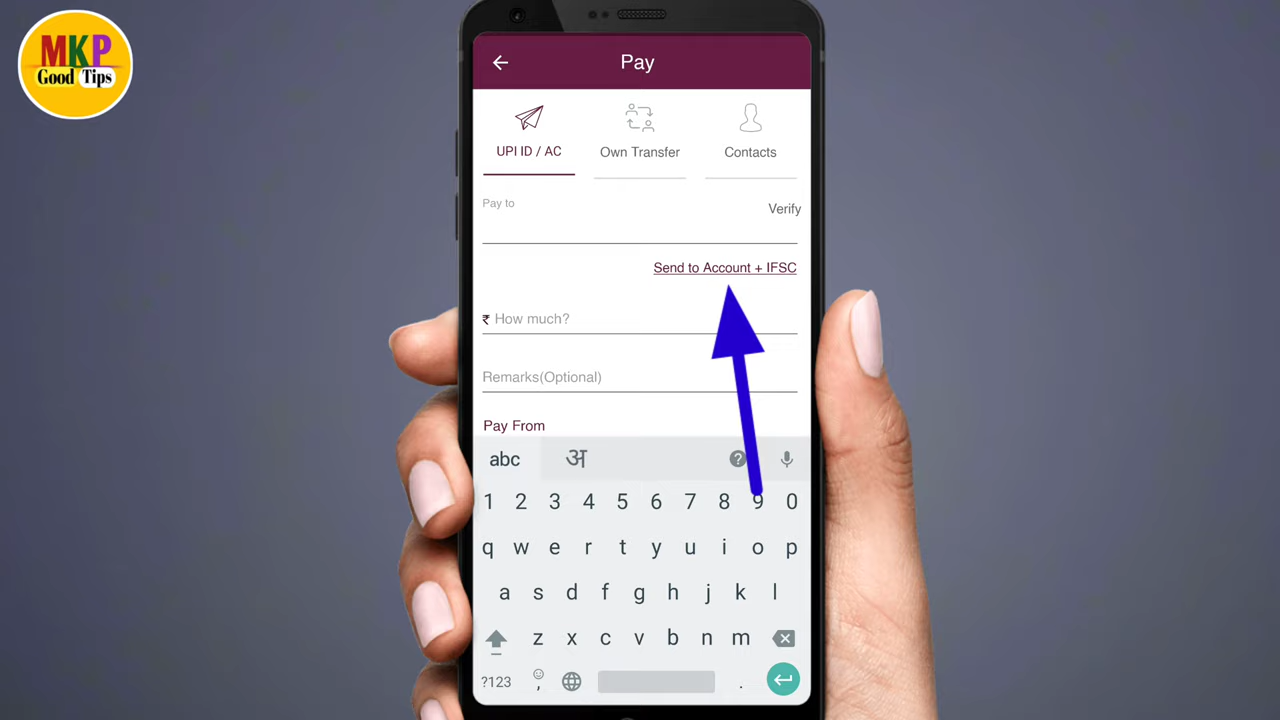 MKP
Good Tips
Pay
UPI ID / AC
Own Transfer
Contacts
Pay to
Verify
Send to Account + IFSC
₹ How much?
Remarks(Optional)
Pay From
abc अ ?
1 2 3 4 5 6 7 8 9 0
q w e r t y u i o p
a s d f g h j k l
z x c v b n m
?123 , .